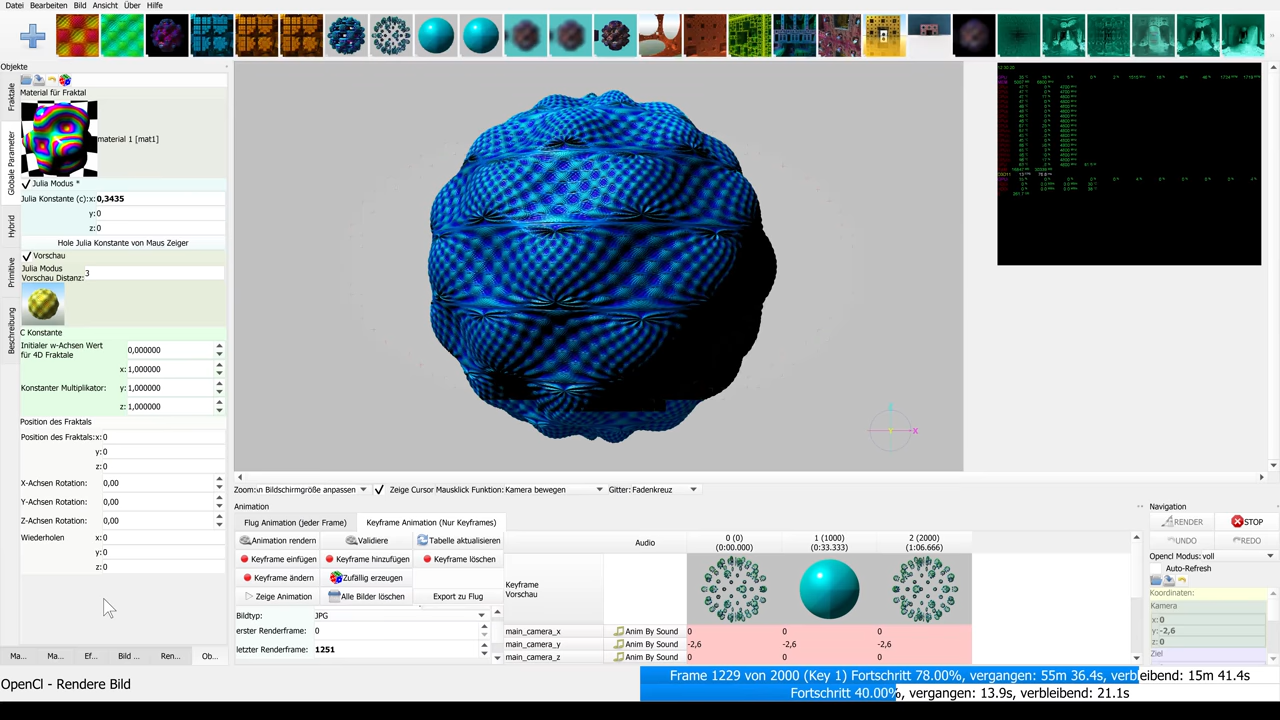 Datei Bearbeiten Bild Ansicht Über Hilfe
Objekte
Material für Fraktal
material 1 [mat1]
Julia Modus *
Julia Konstante (c): x: 0,3435
y: 0
z: 0
Hole Julia Konstante von Maus Zeiger
Vorschau
Julia Modus
Vorschau Distanz: 3
C Konstante
Initialer w-Achsen Wert
für 4D Fraktale
0,000000
x: 1,000000
Konstanter Multiplikator: y: 1,000000
z: 1,000000
Position des Fraktals
Position des Fraktals: x: 0
y: 0
z: 0
X-Achsen Rotation: 0,00
Y-Achsen Rotation: 0,00
Z-Achsen Rotation: 0,00
Wiederholen x: 0
y: 0
z: 0
Ma... Ma... Ef... Bild ... Ren... Ob...
Fraktale
Globale Parameter
Hybrid
Primitive
Beschreibung
x
Zoom:n Bildschirmgröße anpassen
Zeige Cursor Mausklick Funktion: Kamera bewegen
Gitter: Fadenkreuz
Animation
Flug Animation (jeder Frame)
Keyframe Animation (Nur Keyframes)
Animation rendern
Validiere
Tabelle aktualisieren
Keyframe einfügen
Keyframe hinzufügen
Keyframe löschen
Keyframe ändern
Zufällig erzeugen
Zeige Animation
Alle Bilder löschen
Export zu Flug
Bildtyp: JPG
erster Renderframe: 0
letzter Renderframe: 1251
Audio
0 (0)
(0:00.000)
1 (1000)
(0:33.333)
2 (2000)
(1:06.666)
Keyframe
Vorschau
main_camera_x Anim By Sound 0 0 0
main_camera_y Anim By Sound -2,6 -2,6 -2,6
main_camera_z Anim By Sound 0 0 0
Navigation
RENDER STOP
UNDO REDO
Opencl Modus: voll
Auto-Refresh
Koordinaten:
Kamera
x: 0
y: -2,6
z: 0
Ziel
OpenCl - Rendere Bild
Frame 1229 von 2000 (Key 1) Fortschritt 78.00%, vergangen: 55m 36.4s, verbleibend: 15m 41.4s
Fortschritt 40.00%, vergangen: 13.9s, verbleibend: 21.1s